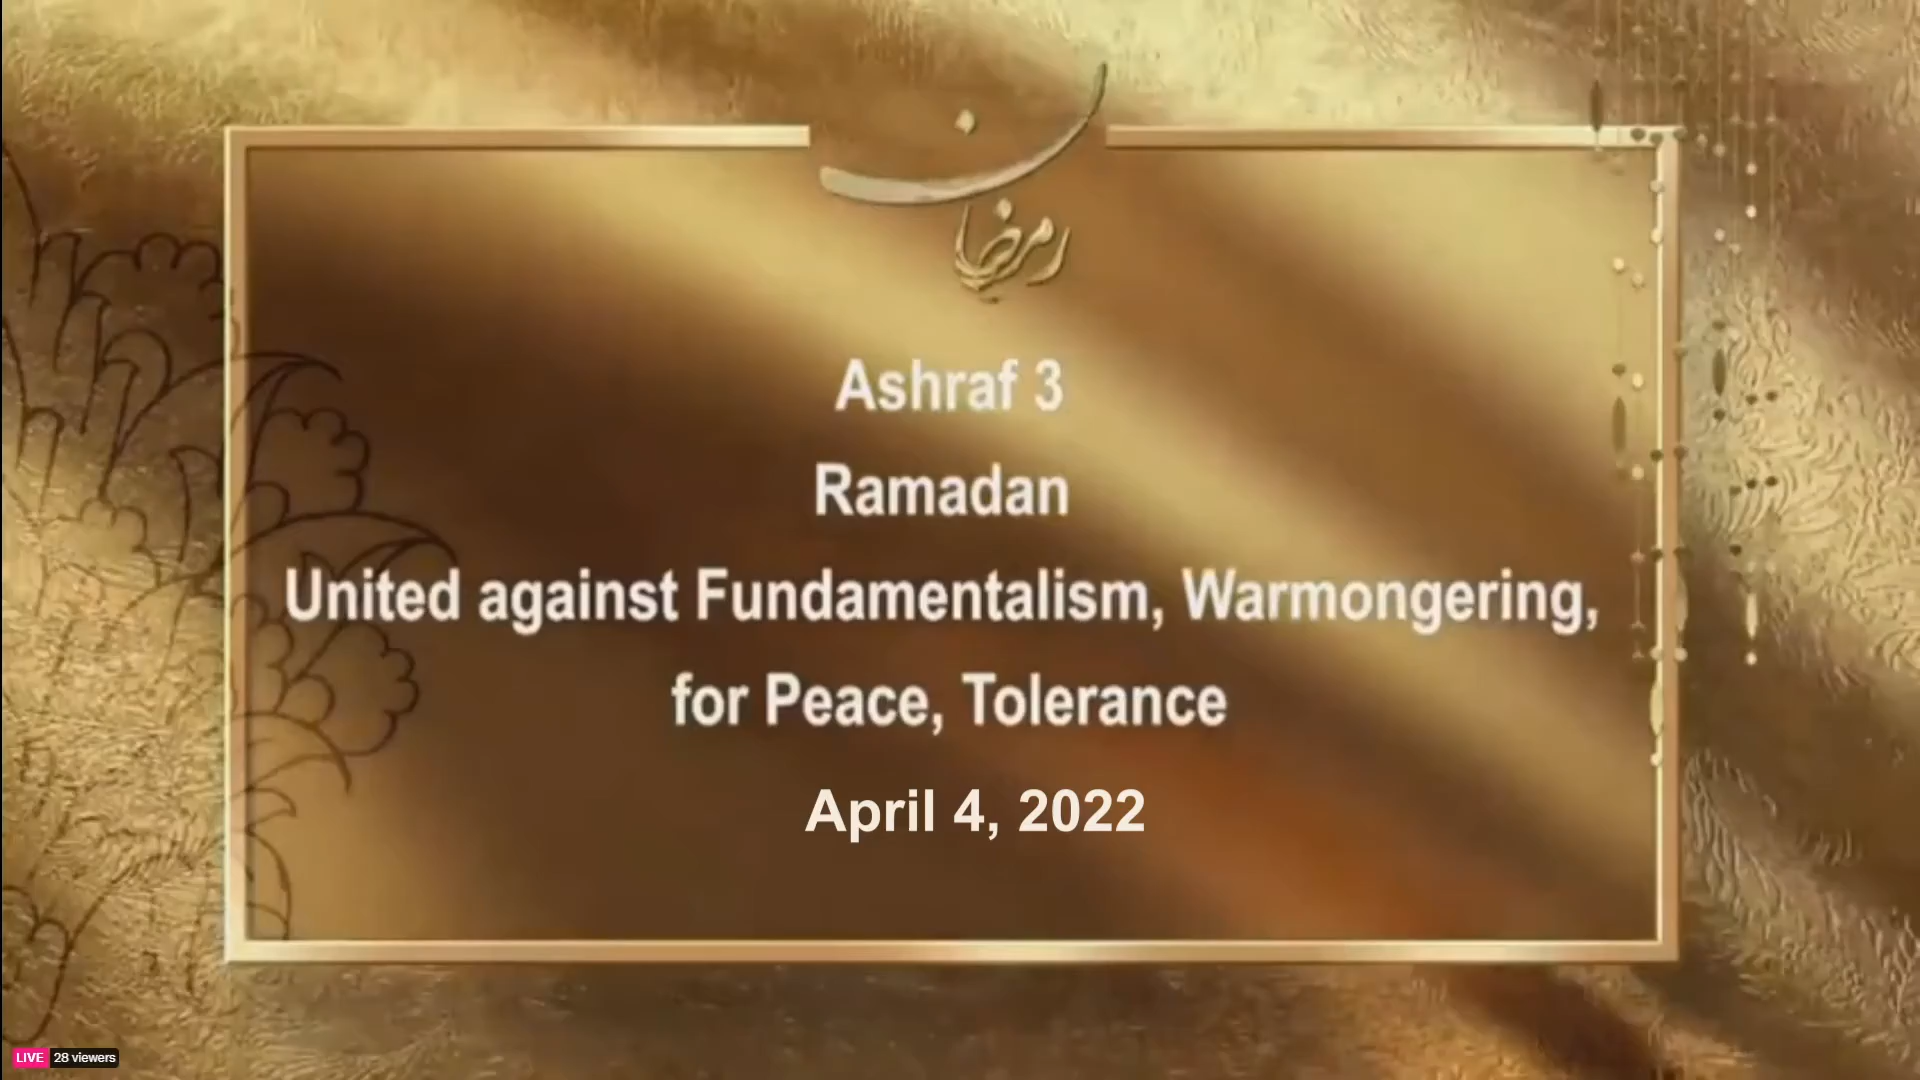 رمضان
Ashraf 3
Ramadan
United against Fundamentalism, Warmongering,
for Peace, Tolerance
April 4, 2022
LIVE 28 viewers